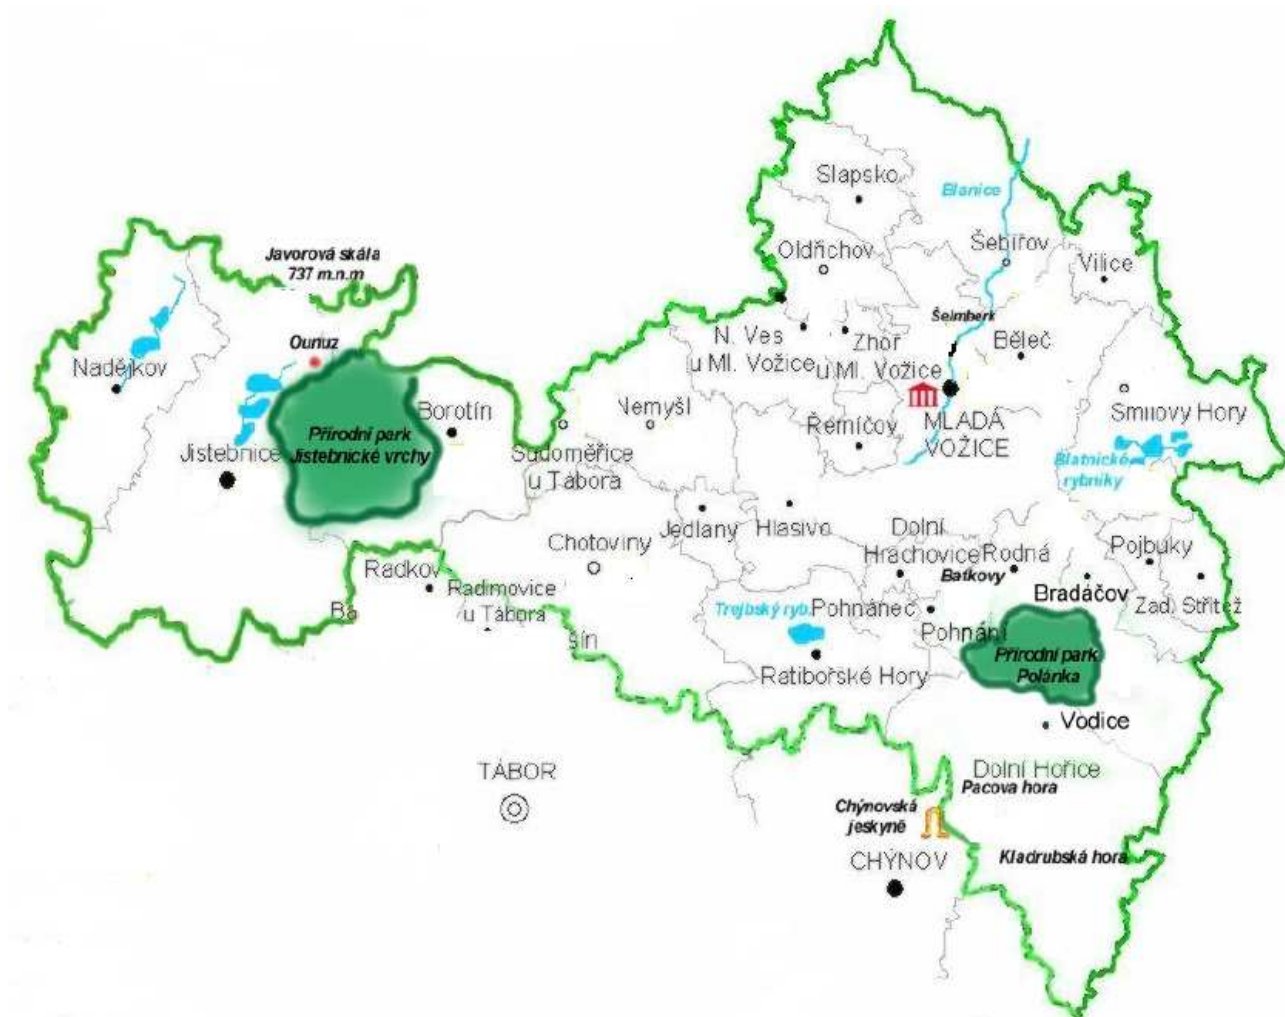 Slapsko
Blanice
Oldřichov
Šebířov
Vilice
Javorová skála
737 m.n.m
Šelmberk
N. Ves
u Ml. Vožice
Zhoř
u Ml. Vožice
Běleč
Ounuz
Nadějkov
Borotín
Nemyšl
Řemíčov
MLADÁ
VOŽICE
Smilovy Hory
Přírodní park
Jistebnické vrchy
Jistebnice
Sudoměřice
u Tábora
Blatnické
rybníky
Jedlany
Hlasivo
Dolní
Hrachovice
Rodná
Pojbuky
Chotoviny
Radkov
Radimovice
u Tábora
Batkovy
Bradáčov
Zad. Střítež
Ba
Trejbský ryb.
Pohnánec
Pohnání
šín
Ratibořské Hory
Přírodní park
Polánka
Vodice
TÁBOR
Dolní Hořice
Pacova hora
Chýnovská
jeskyně
CHÝNOV
Kladrubská hora